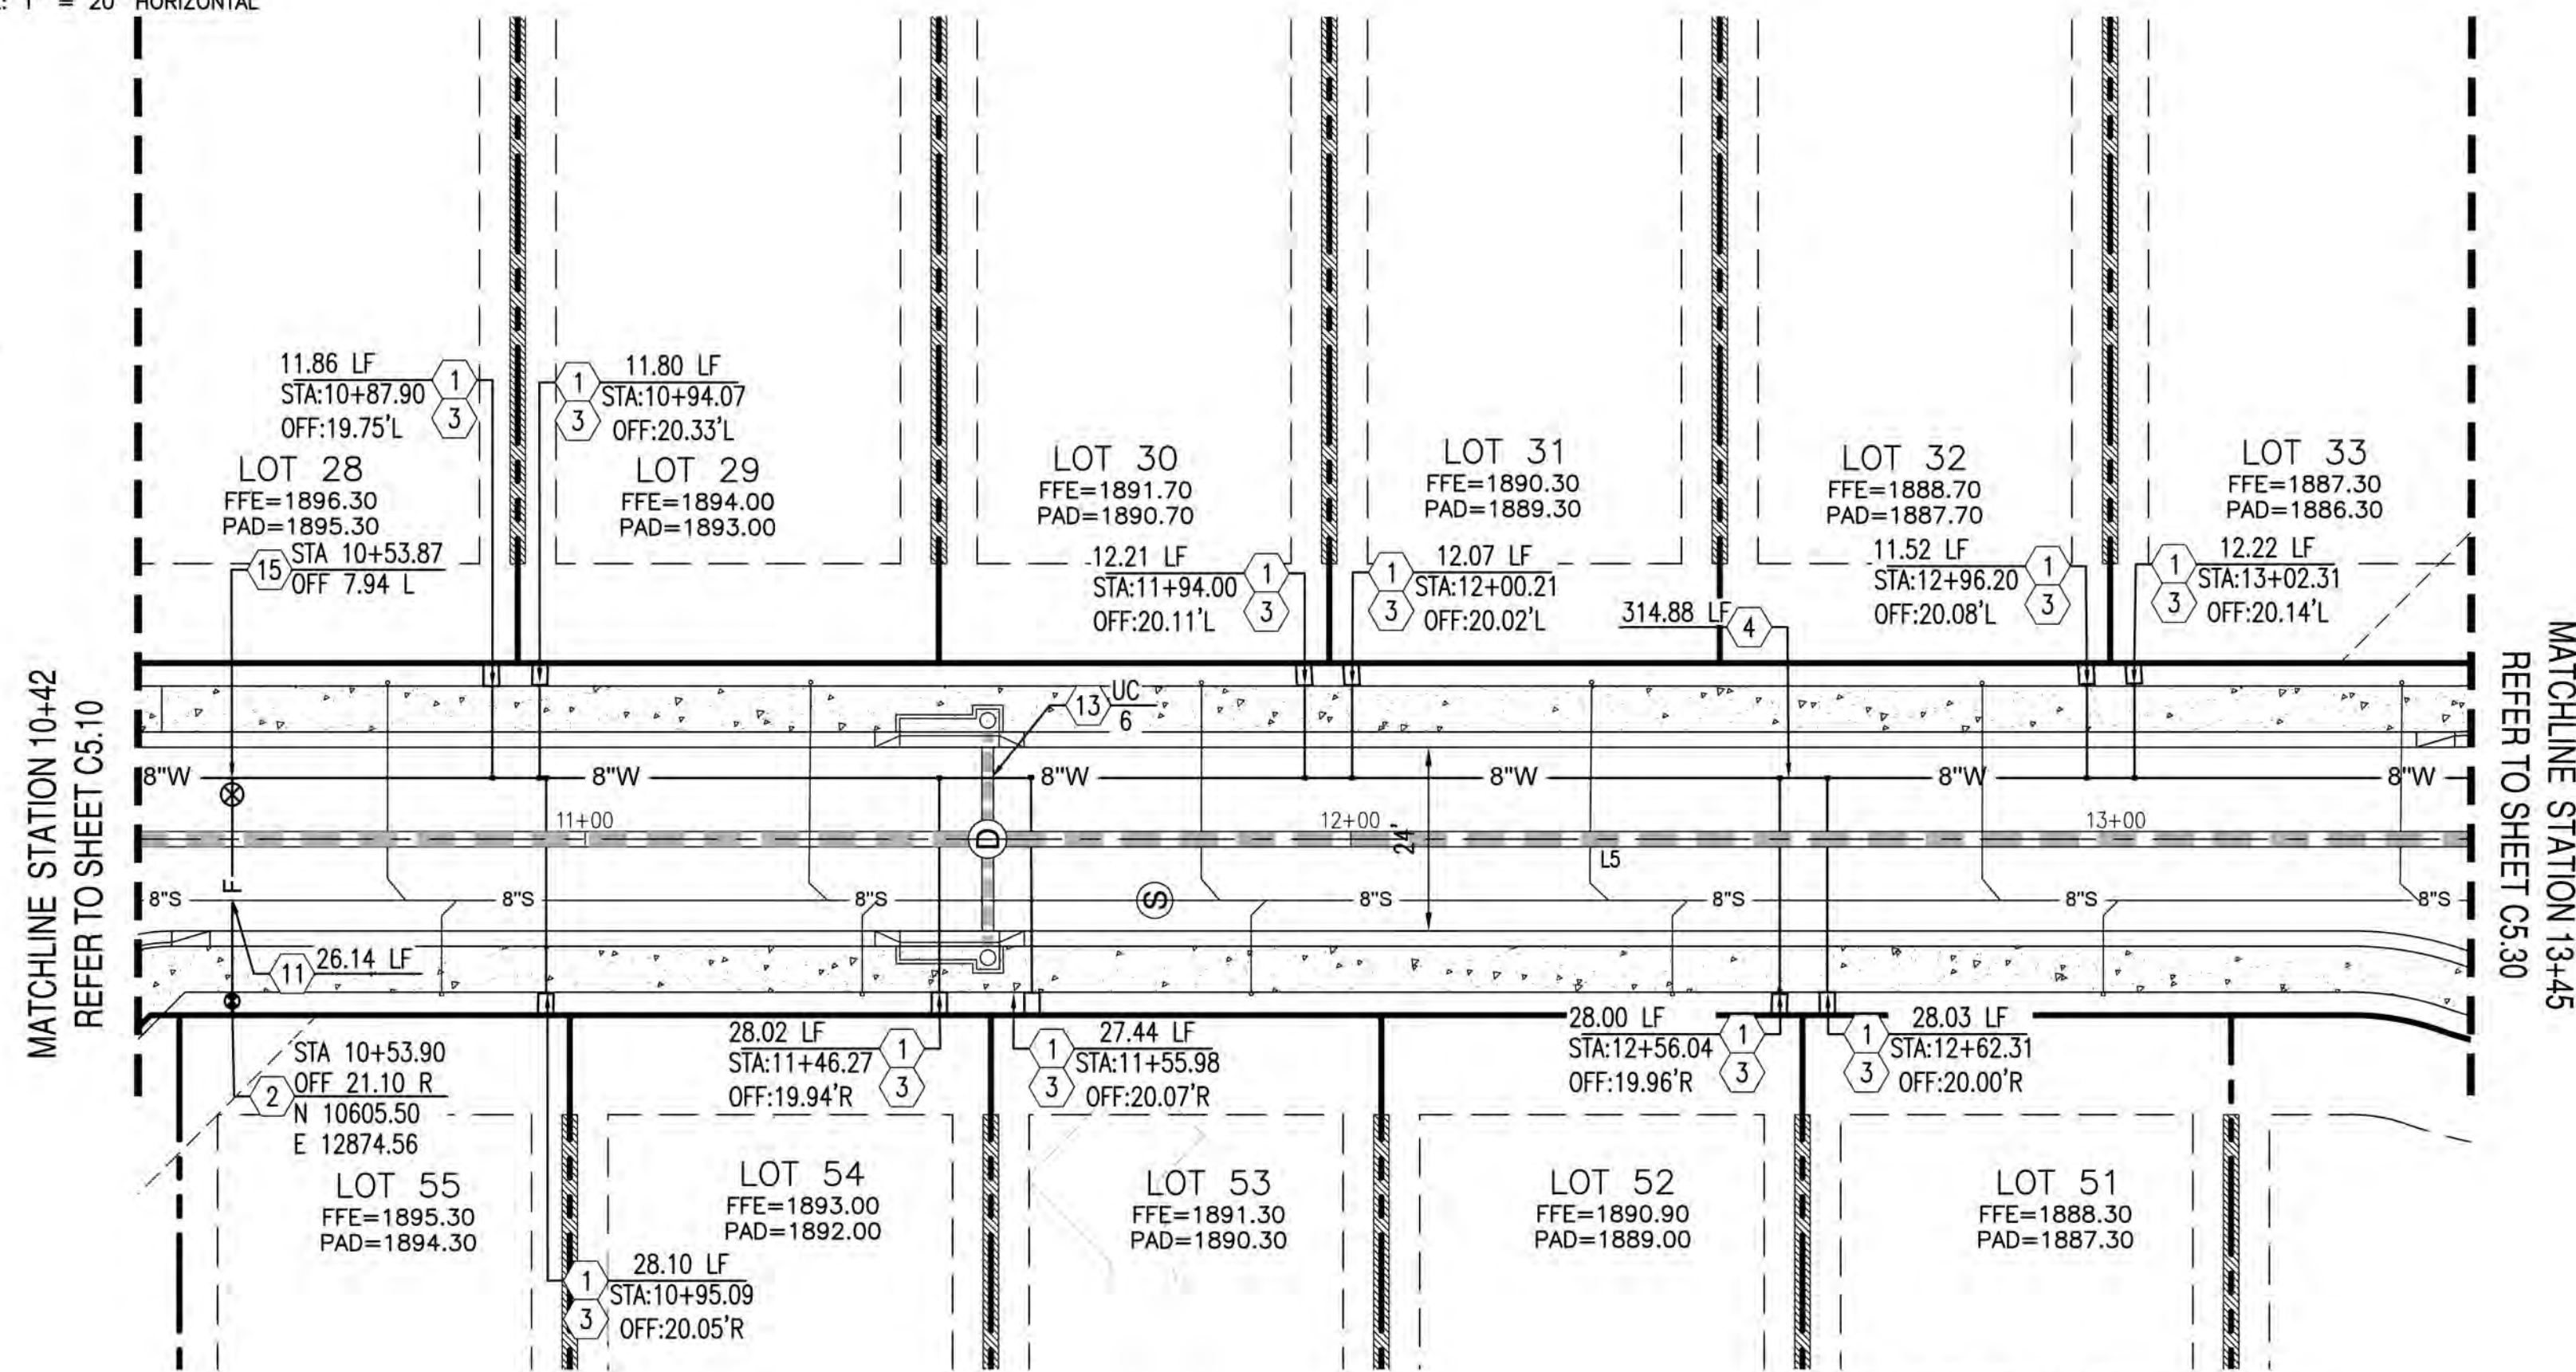 : 1" = 20' HORIZONTAL
MATCHLINE STATION 10+42
REFER TO SHEET C5.10
11.86 LF
STA:10+87.90
OFF:19.75'L
1
3
1
3
11.80 LF
STA:10+94.07
OFF:20.33'L
LOT 28
FFE=1896.30
PAD=1895.30
LOT 29
FFE=1894.00
PAD=1893.00
LOT 30
FFE=1891.70
PAD=1890.70
LOT 31
FFE=1890.30
PAD=1889.30
LOT 32
FFE=1888.70
PAD=1887.70
LOT 33
FFE=1887.30
PAD=1886.30
15
STA 10+53.87
OFF 7.94 L
12.21 LF
STA:11+94.00
OFF:20.11'L
1
3
1
3
12.07 LF
STA:12+00.21
OFF:20.02'L
314.88 LF
4
11.52 LF
STA:12+96.20
OFF:20.08'L
1
3
1
3
12.22 LF
STA:13+02.31
OFF:20.14'L
13
UC
6
8"W
8"W
8"W
8"W
8"W
8"W
11+00
12+00
13+00
D
24'
L5
F
8"S
8"S
8"S
S
8"S
8"S
8"S
8"S
11
26.14 LF
2
STA 10+53.90
OFF 21.10 R
N 10605.50
E 12874.56
28.02 LF
STA:11+46.27
OFF:19.94'R
1
3
1
3
27.44 LF
STA:11+55.98
OFF:20.07'R
28.00 LF
STA:12+56.04
OFF:19.96'R
1
3
1
3
28.03 LF
STA:12+62.31
OFF:20.00'R
LOT 55
FFE=1895.30
PAD=1894.30
LOT 54
FFE=1893.00
PAD=1892.00
LOT 53
FFE=1891.30
PAD=1890.30
LOT 52
FFE=1890.90
PAD=1889.00
LOT 51
FFE=1888.30
PAD=1887.30
1
3
28.10 LF
STA:10+95.09
OFF:20.05'R
MATCHLINE STATION 13+45
REFER TO SHEET C5.30